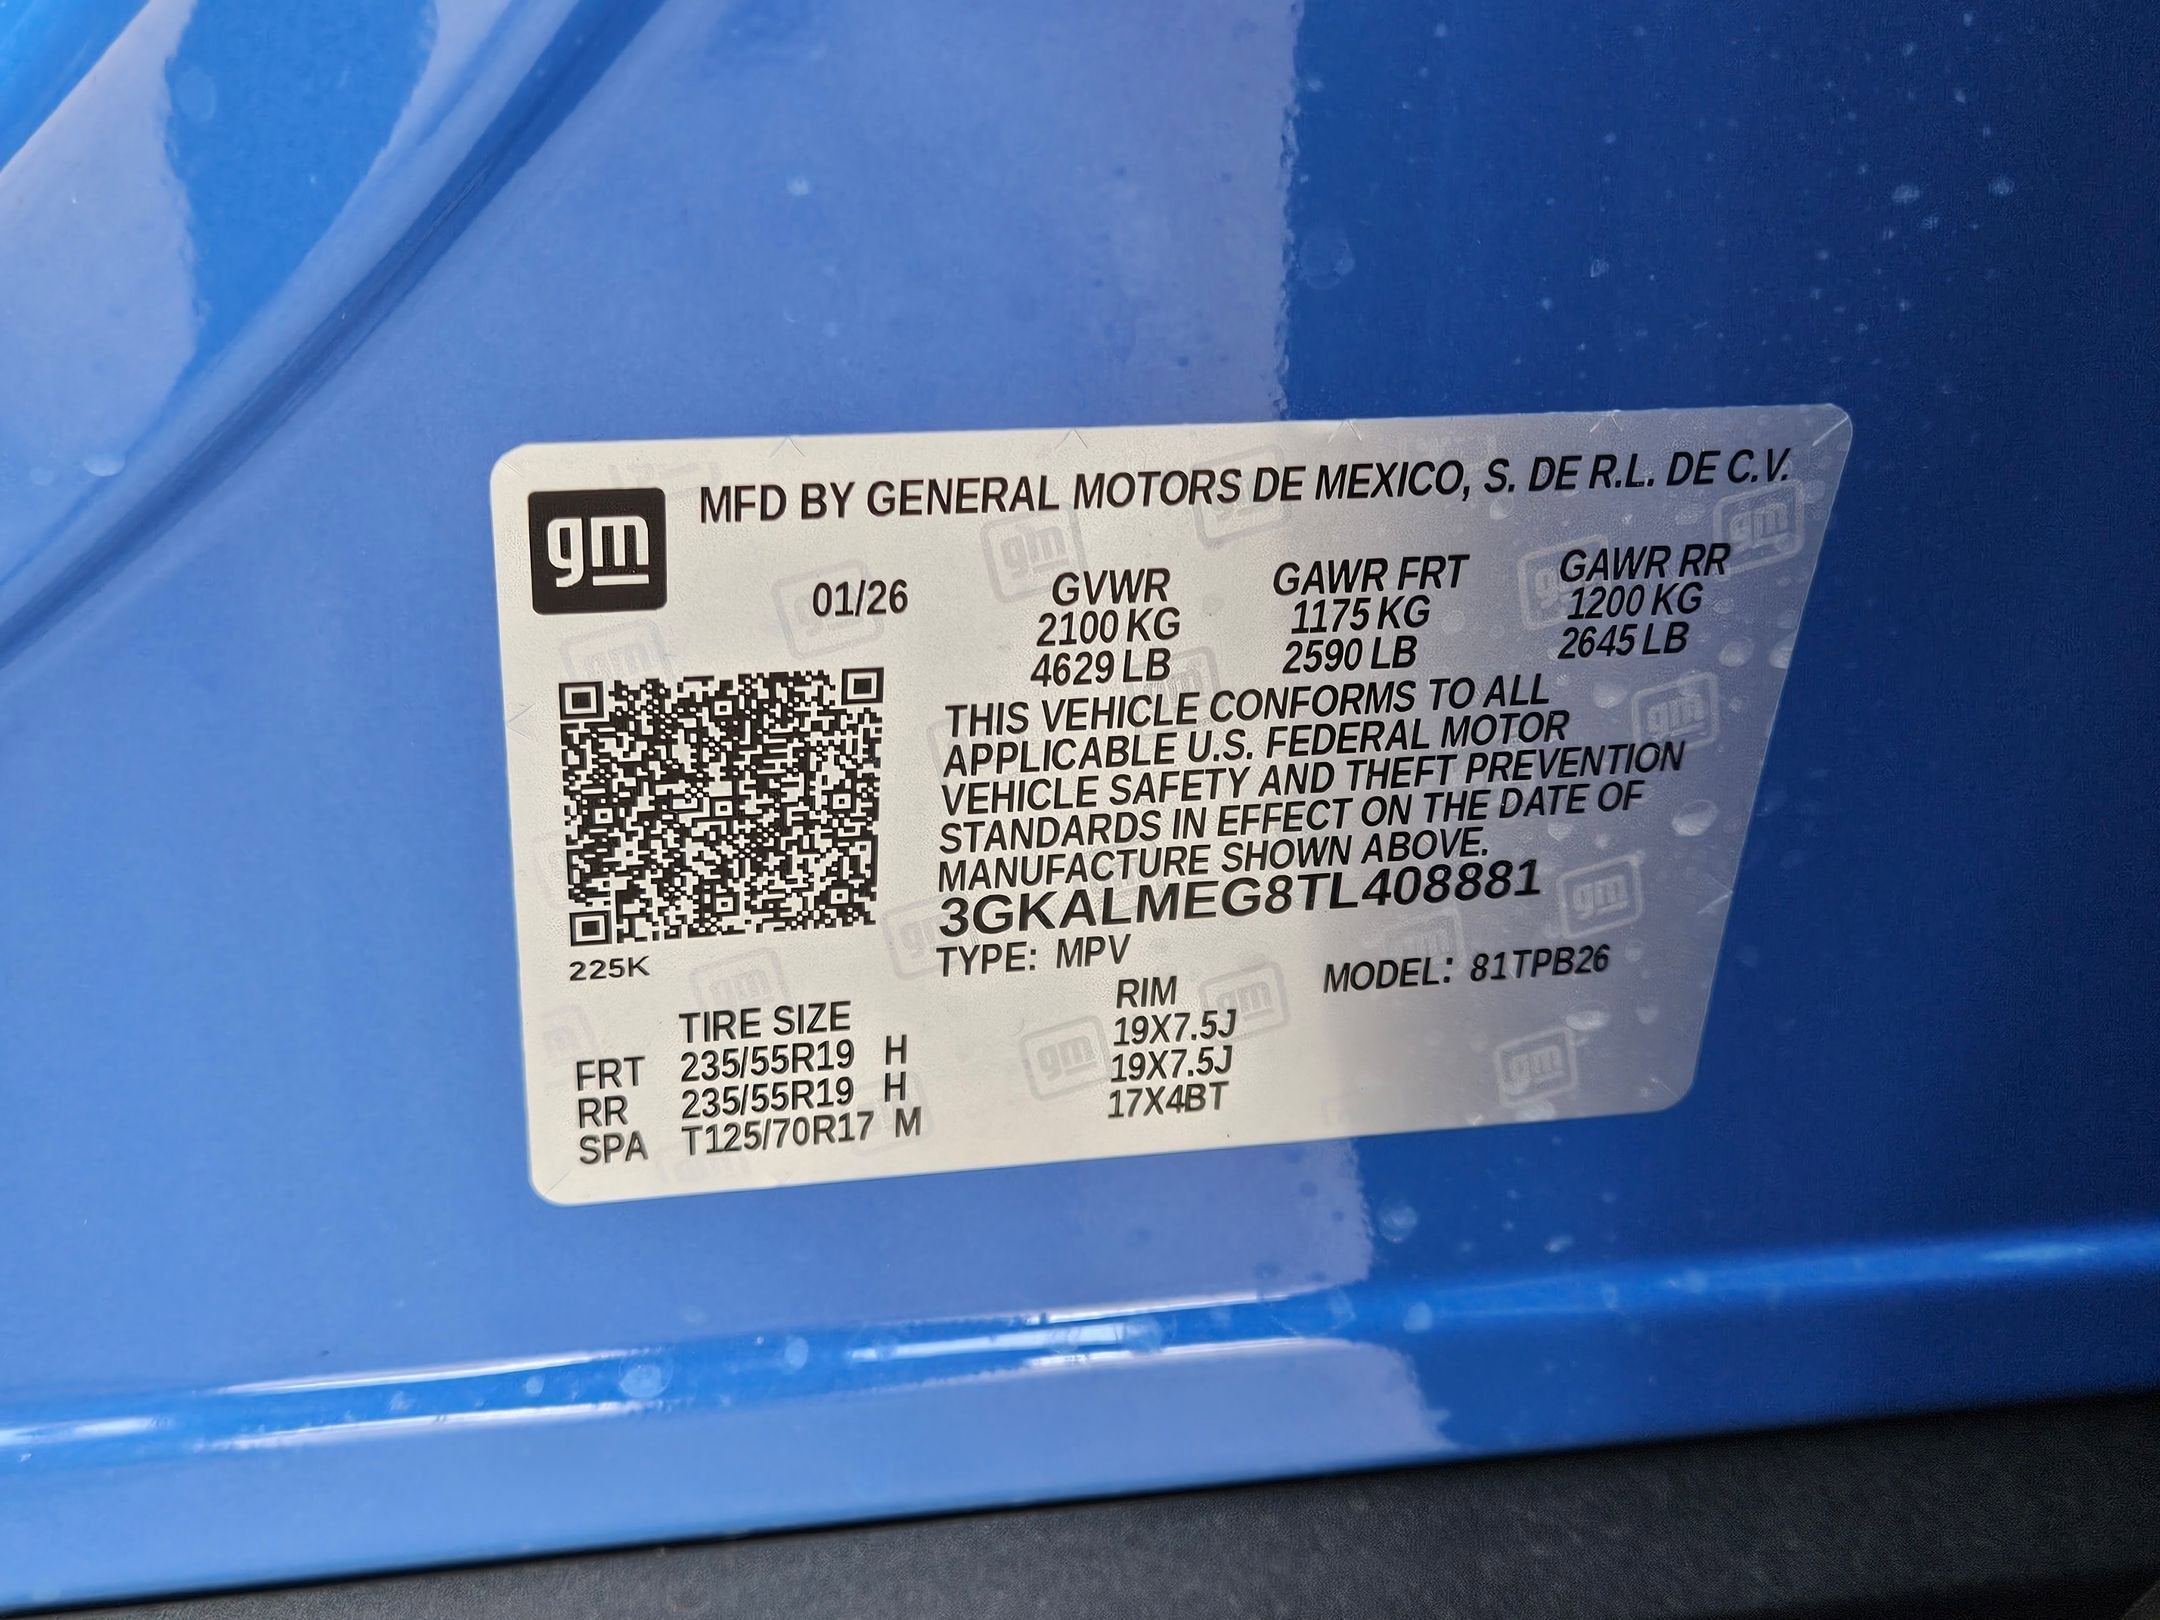 gm
MFD BY GENERAL MOTORS DE MEXICO, S. DE R.L. DE C.V.
01/26 GVWR GAWR FRT GAWR RR
2100 KG 1175 KG 1200 KG
4629 LB 2590 LB 2645 LB
THIS VEHICLE CONFORMS TO ALL
APPLICABLE U.S. FEDERAL MOTOR
VEHICLE SAFETY AND THEFT PREVENTION
STANDARDS IN EFFECT ON THE DATE OF
MANUFACTURE SHOWN ABOVE.
3GKALMEG8TL408881
TYPE: MPV MODEL: 81TPB26
225K
TIRE SIZE RIM
FRT 235/55R19 H 19X7.5J
RR 235/55R19 H 19X7.5J
SPA T125/70R17 M 17X4BT